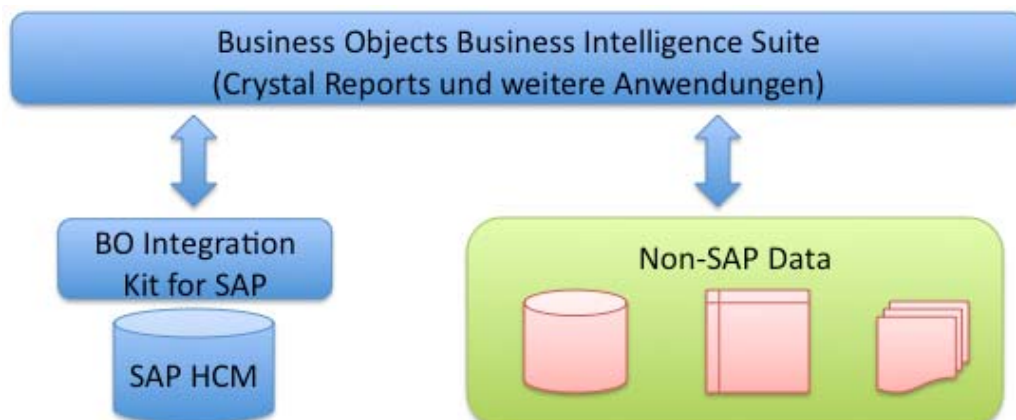 Business Objects Business Intelligence Suite
(Crystal Reports und weitere Anwendungen)
BO Integration
Kit for SAP
SAP HCM
Non-SAP Data